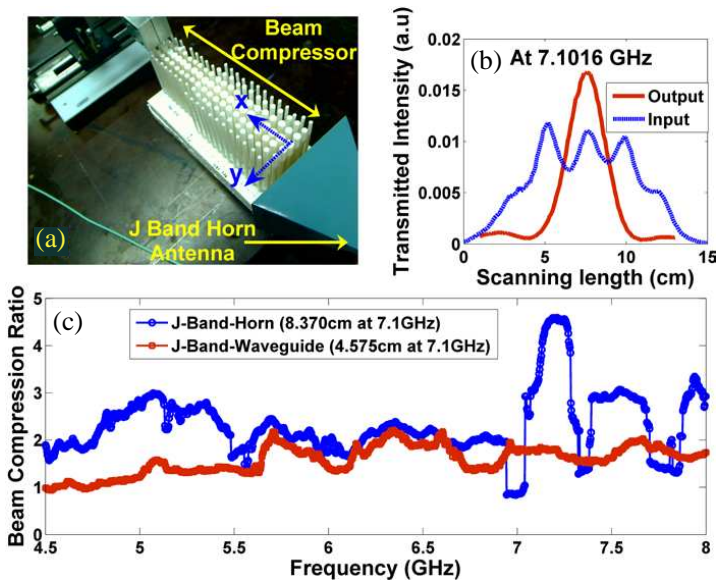 Beam
Compressor
x
y
(a)
J Band Horn
Antenna
(b)
At 7.1016 GHz
Output
Input
Transmitted Intensity (a.u)
0.02
0.015
0.01
0.005
0
0 5 10 15
Scanning length (cm)
(c)
J-Band-Horn (8.370cm at 7.1GHz)
J-Band-Waveguide (4.575cm at 7.1GHz)
Beam Compression Ratio
5
4
3
2
1
0
4.5 5 5.5 6 6.5 7 7.5 8
Frequency (GHz)